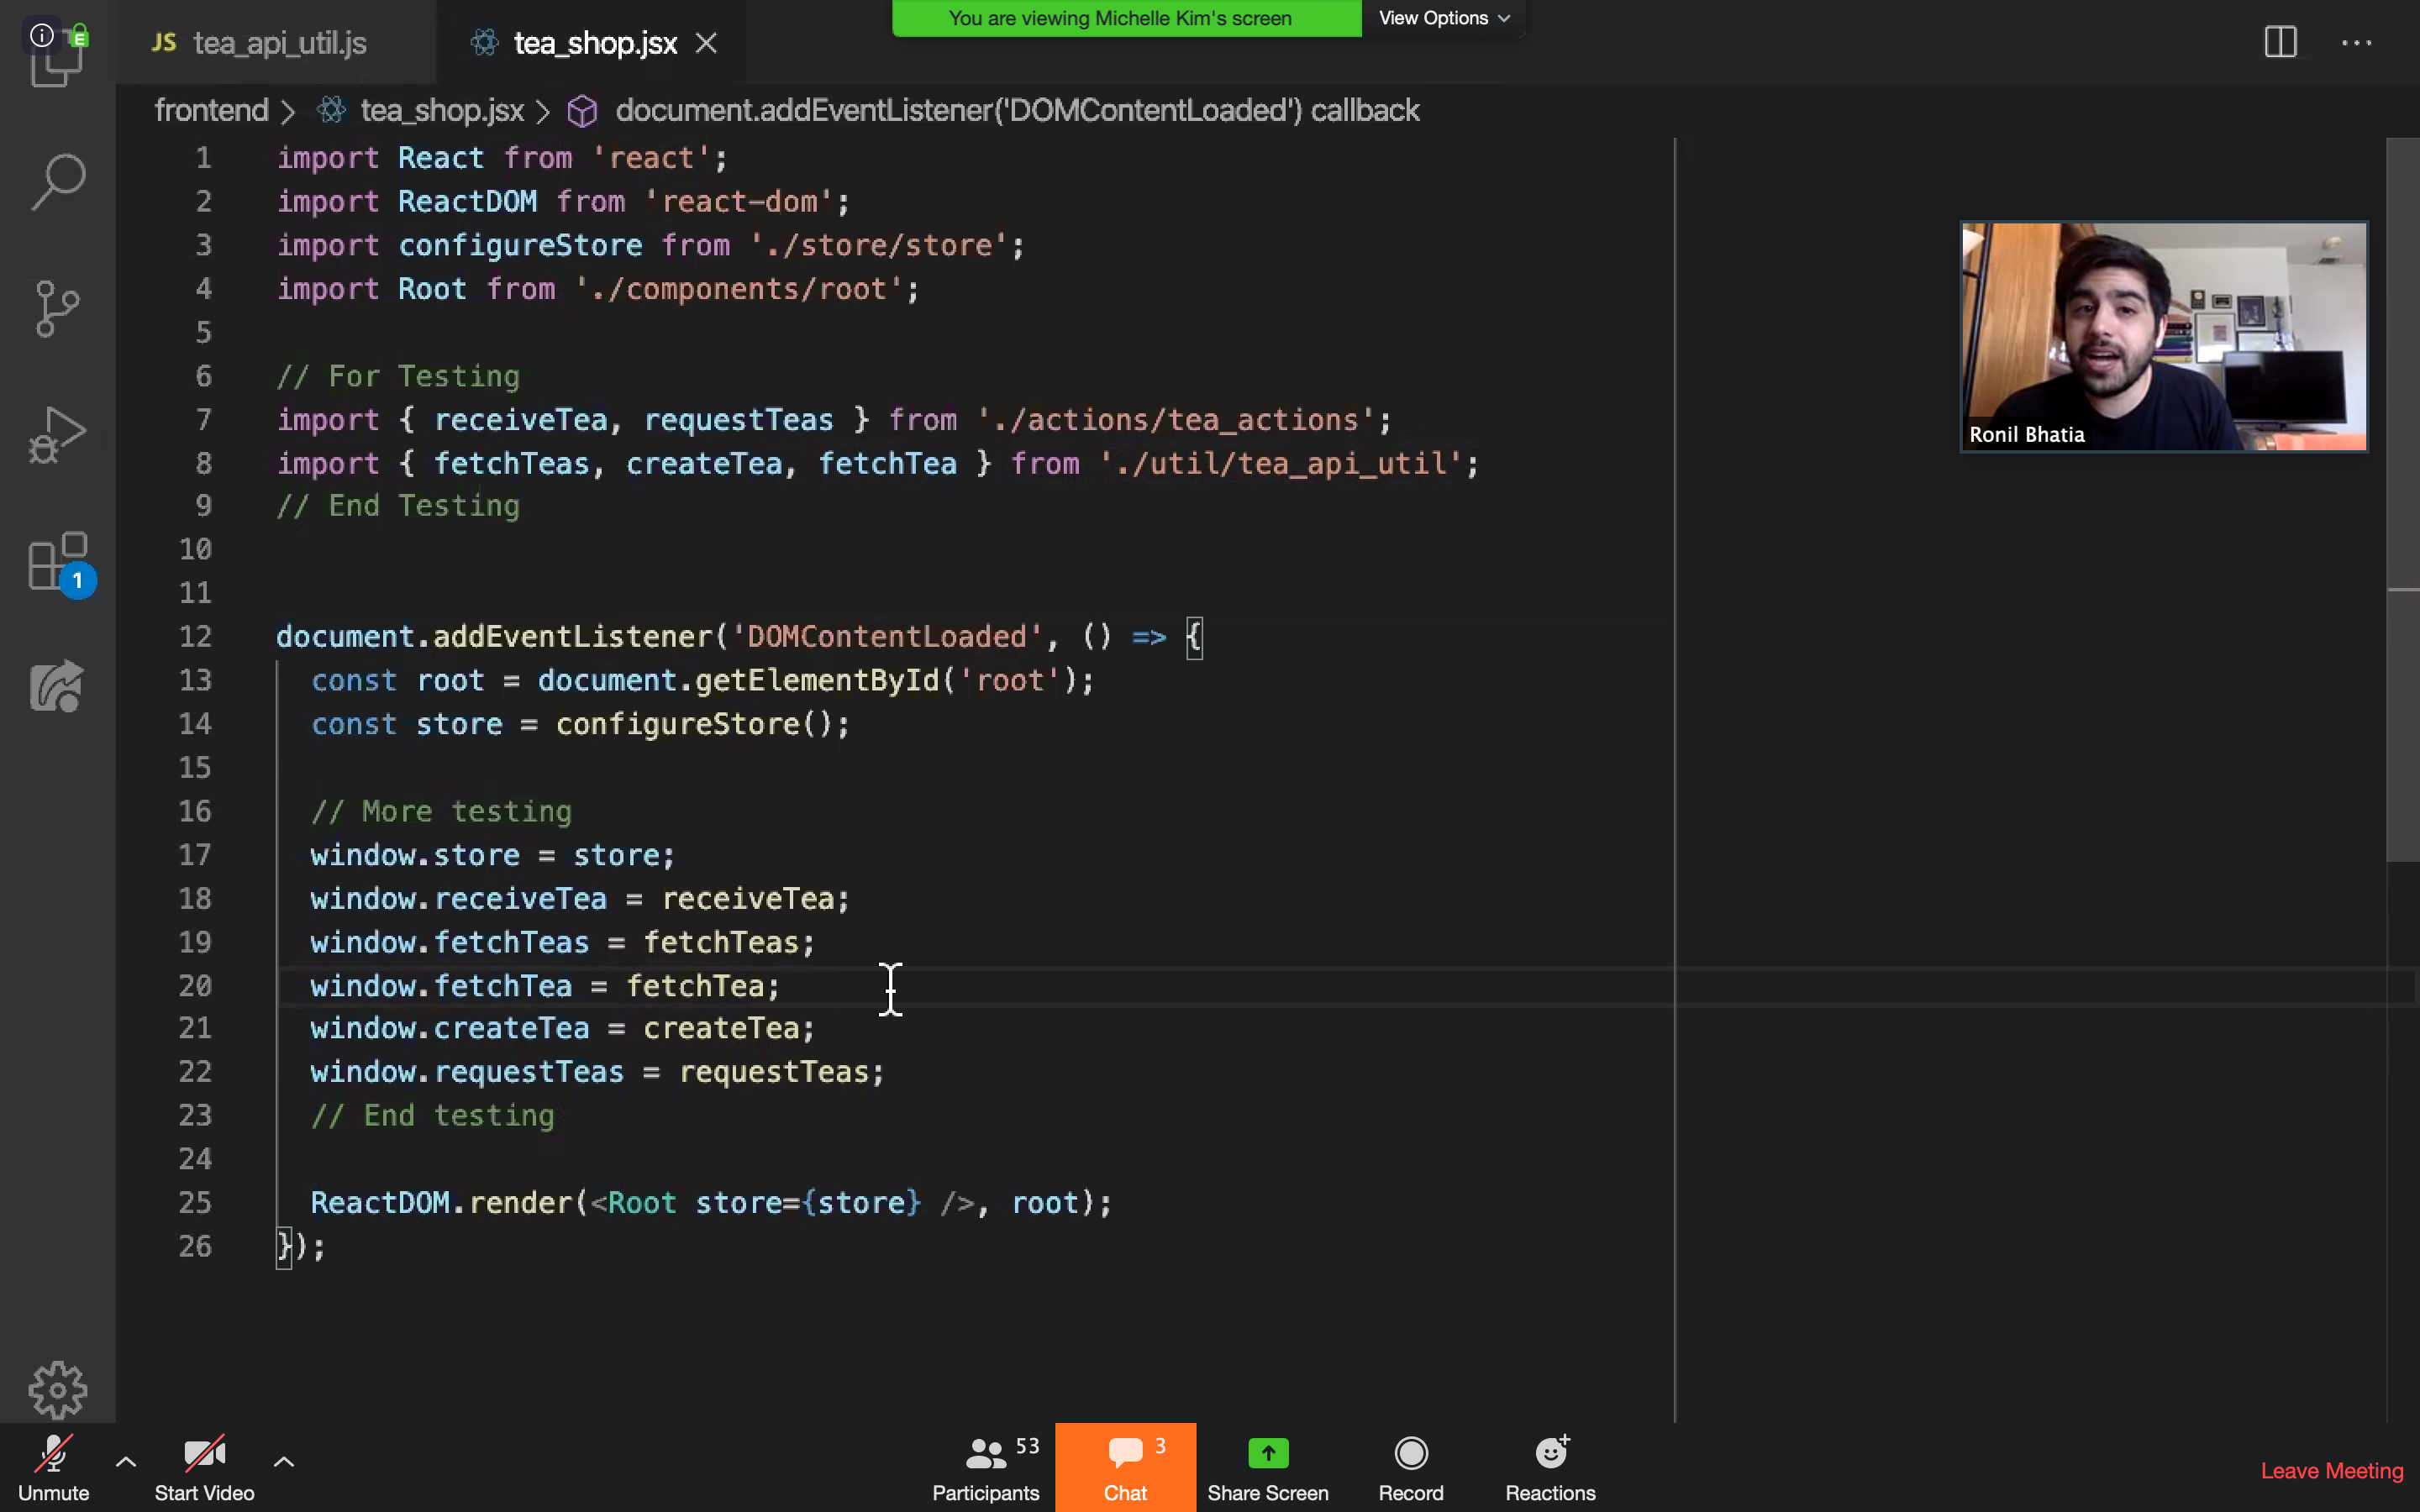 You are viewing Michelle Kim's screen View Options
JS tea_api_util.js tea_shop.jsx
frontend > tea_shop.jsx > document.addEventListener('DOMContentLoaded') callback
1 import React from 'react';
2 import ReactDOM from 'react-dom';
3 import configureStore from './store/store';
4 import Root from './components/root';
5
6 // For Testing
7 import { receiveTea, requestTeas } from './actions/tea_actions';
8 import { fetchTeas, createTea, fetchTea } from './util/tea_api_util';
9 // End Testing
10
11
12 document.addEventListener('DOMContentLoaded', () => {
13 const root = document.getElementById('root');
14 const store = configureStore();
15
16 // More testing
17 window.store = store;
18 window.receiveTea = receiveTea;
19 window.fetchTeas = fetchTeas;
20 window.fetchTea = fetchTea;
21 window.createTea = createTea;
22 window.requestTeas = requestTeas;
23 // End testing
24
25 ReactDOM.render(<Root store={store} />, root);
26 });
1
Ronil Bhatia
Unmute
Start Video
53
Participants
3
Chat
Share Screen
Record
Reactions
Leave Meeting